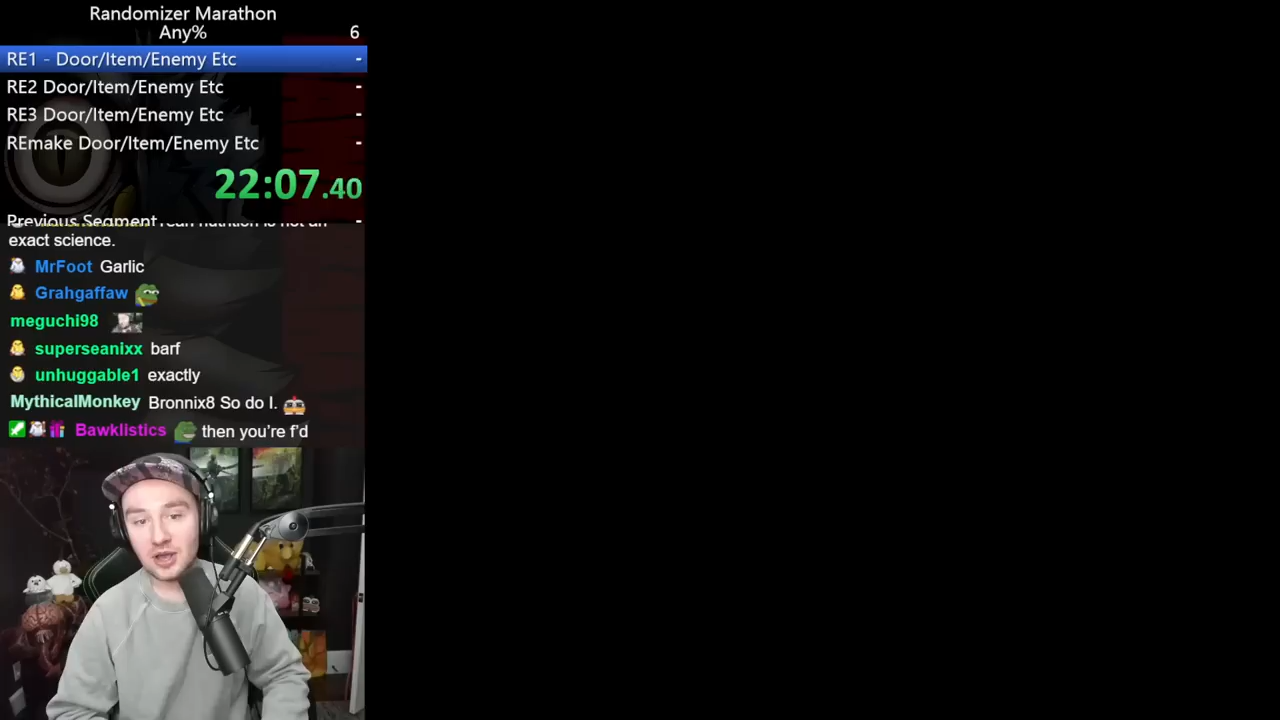 Randomizer Marathon
Any% 6
RE1 - Door/Item/Enemy Etc -
RE2 Door/Item/Enemy Etc -
RE3 Door/Item/Enemy Etc -
REmake Door/Item/Enemy Etc -
22:07.40
Previous Segment -
exact science.
MrFoot Garlic
Grahgaffaw
meguchi98
superseanixx barf
unhuggable1 exactly
MythicalMonkey Bronnix8 So do I.
Bawklistics then you're f'd